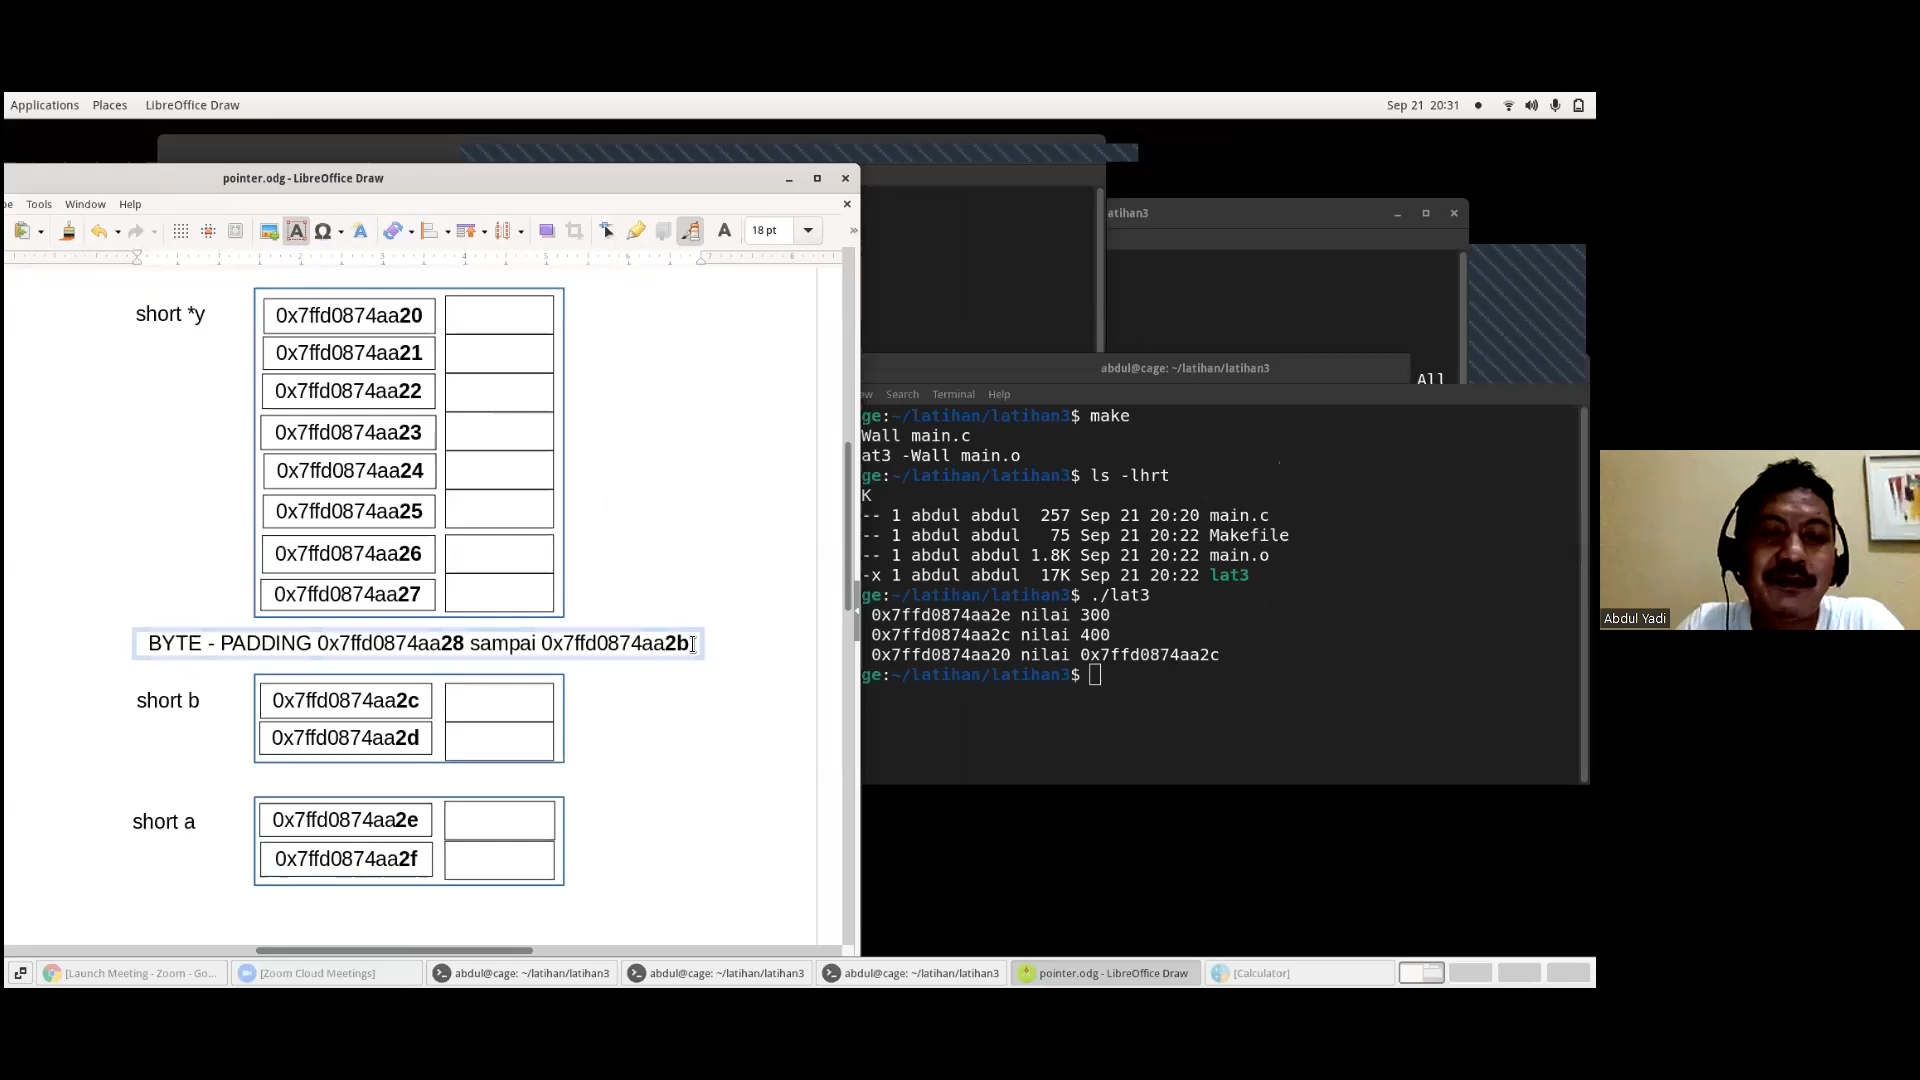 Applications Places LibreOffice Draw Sep 21 20:31
pointer.odg - LibreOffice Draw
pe Tools Window Help
18 pt
short *y
0x7ffd0874aa20
0x7ffd0874aa21
0x7ffd0874aa22
0x7ffd0874aa23
0x7ffd0874aa24
0x7ffd0874aa25
0x7ffd0874aa26
0x7ffd0874aa27
BYTE - PADDING 0x7ffd0874aa28 sampai 0x7ffd0874aa2b
short b
0x7ffd0874aa2c
0x7ffd0874aa2d
short a
0x7ffd0874aa2e
0x7ffd0874aa2f
atihan3
All
abdul@cage: ~/latihan/latihan3
ew Search Terminal Help
ge:~/latihan/latihan3$ make
Wall main.c
at3 -Wall main.o
ge:~/latihan/latihan3$ ls -lhrt
K
-- 1 abdul abdul 257 Sep 21 20:20 main.c
-- 1 abdul abdul 75 Sep 21 20:22 Makefile
-- 1 abdul abdul 1.8K Sep 21 20:22 main.o
-x 1 abdul abdul 17K Sep 21 20:22 lat3
ge:~/latihan/latihan3$ ./lat3
0x7ffd0874aa2e nilai 300
0x7ffd0874aa2c nilai 400
0x7ffd0874aa20 nilai 0x7ffd0874aa2c
ge:~/latihan/latihan3$
Abdul Yadi
[Launch Meeting - Zoom - Go... [Zoom Cloud Meetings] abdul@cage: ~/latihan/latihan3 abdul@cage: ~/latihan/latihan3 abdul@cage: ~/latihan/latihan3 pointer.odg - LibreOffice Draw [Calculator]